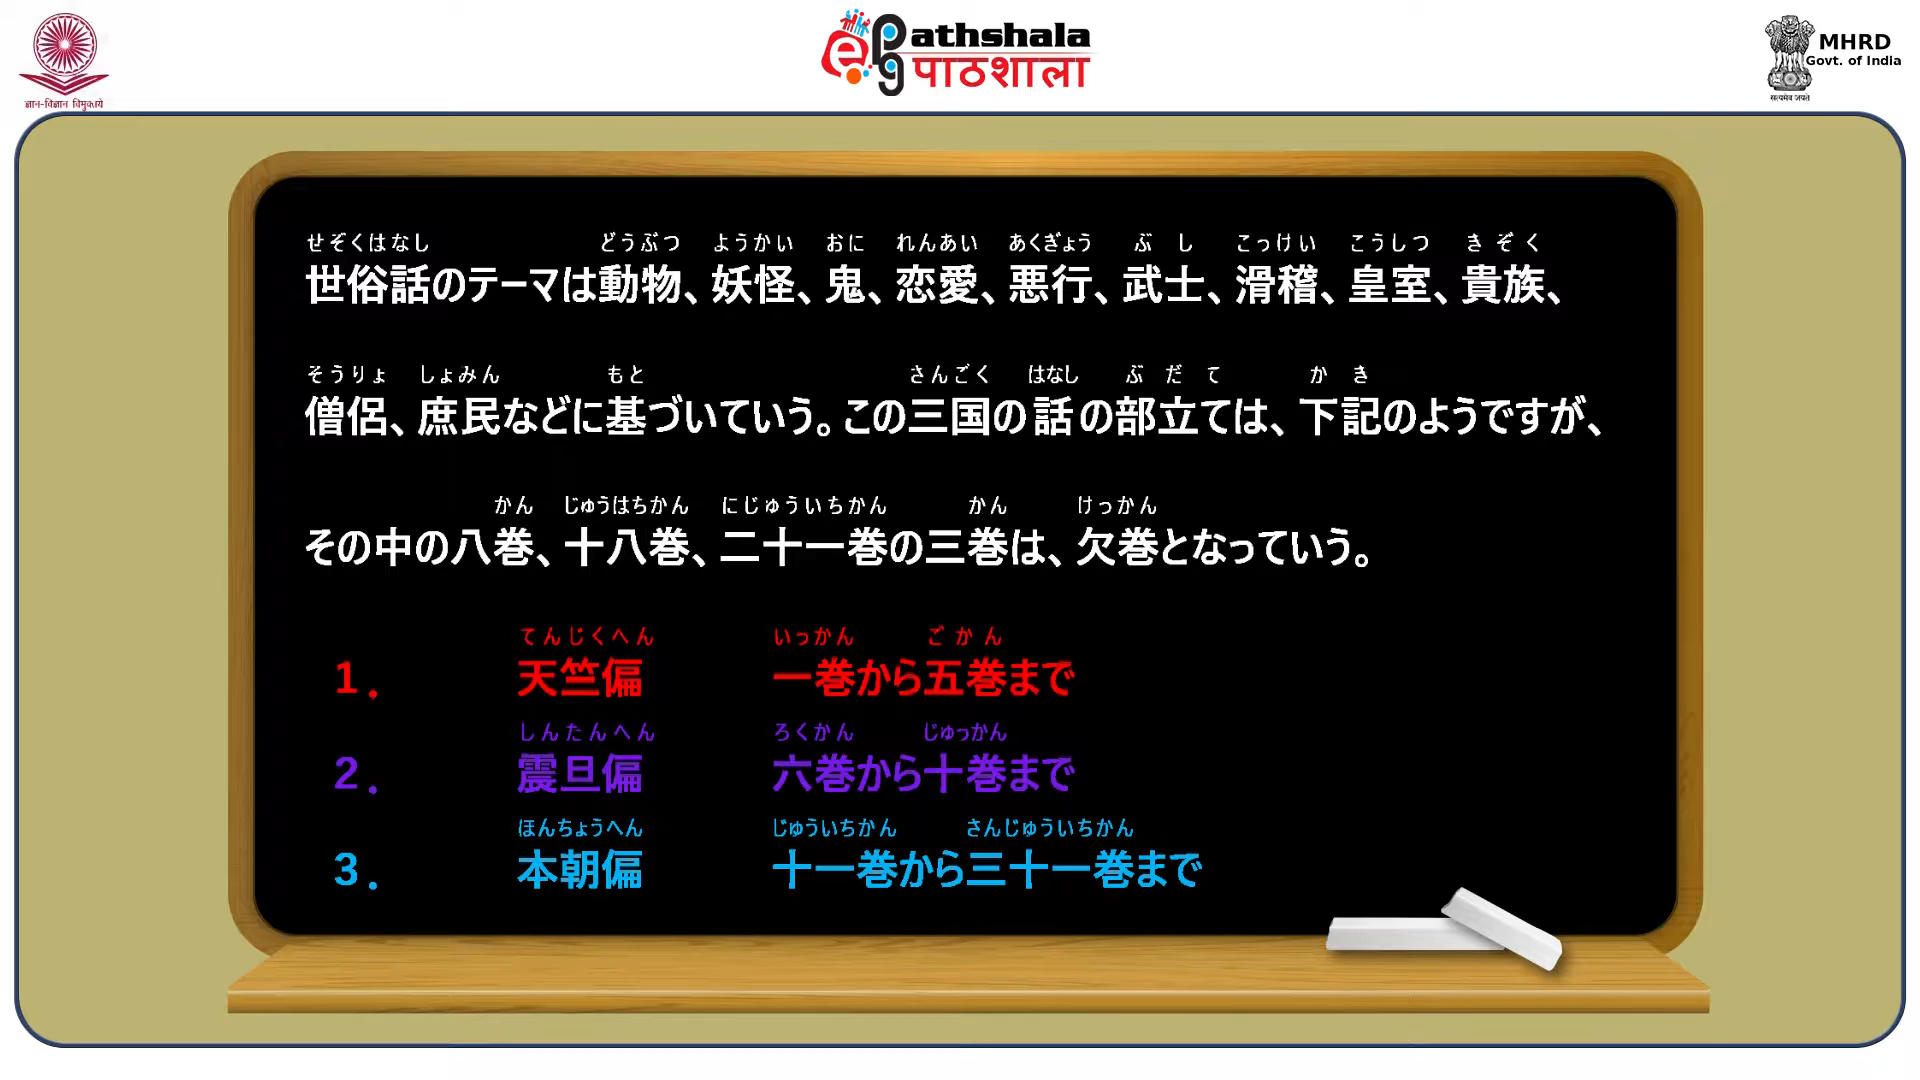 ज्ञान-विज्ञान विमुक्तये
epg Pathshala
पाठशाला
MHRD
Govt. of India
सत्यमेव जयते
せぞくはなし どうぶつ ようかい おに れんあい あくぎょう ぶ し こっけい こうしつ き ぞ く
世俗話のテーマは動物、妖怪、鬼、恋愛、悪行、武士、滑稽、皇室、貴族、
そうりょ しょみん もと さんごく はなし ぶ だ て か き
僧侶、庶民などに基づいていう。この三国の話の部立ては、下記のようですが、
かん じゅうはちかん にじゅういちかん かん けっかん
その中の八巻、十八巻、二十一巻の三巻は、欠巻となっていう。
てんじくへん いっかん ご か ん
1. 天竺偏 一巻から五巻まで
しんたんへん ろくかん じゅっかん
2. 震旦偏 六巻から十巻まで
ほんちょうへん じゅういちかん さんじゅういちかん
3. 本朝偏 十一巻から三十一巻まで